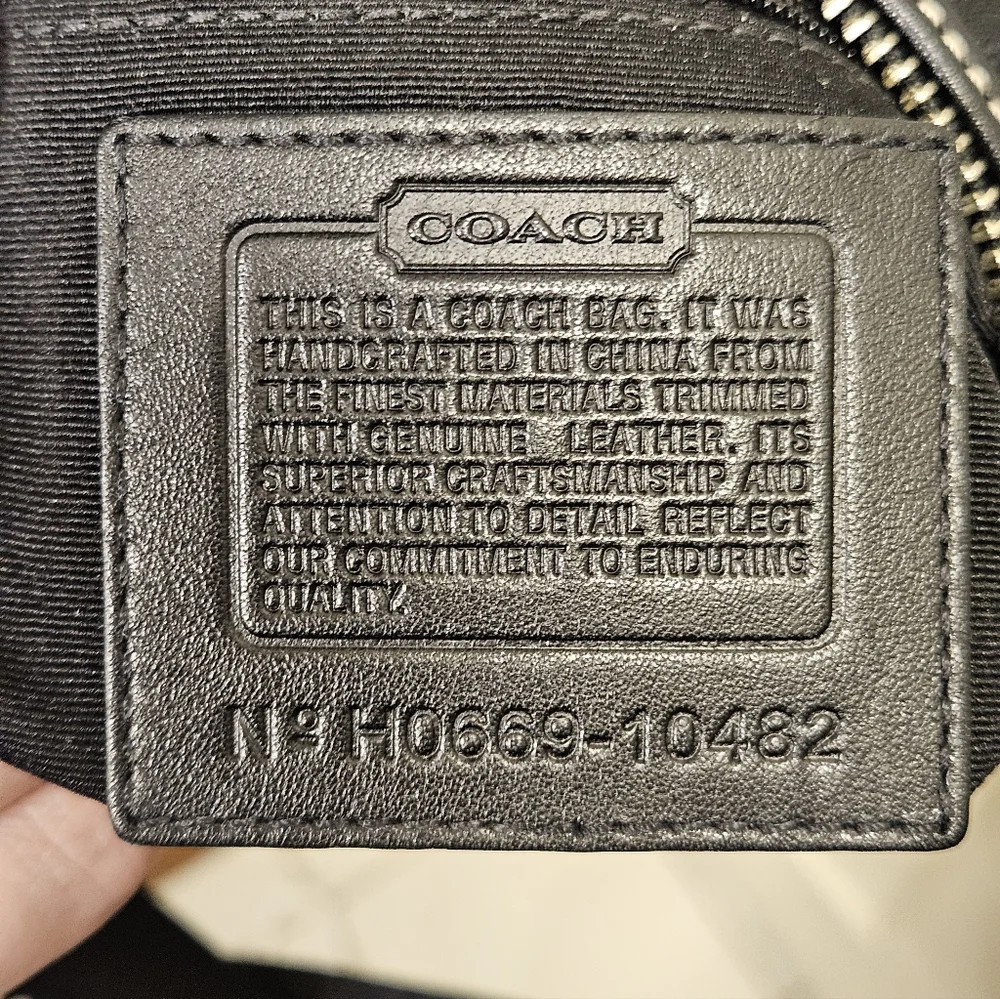 COACH
THIS IS A COACH BAG. IT WAS
HANDCRAFTED IN CHINA FROM
THE FINEST MATERIALS TRIMMED
WITH GENUINE LEATHER. ITS
SUPERIOR CRAFTSMANSHIP AND
ATTENTION TO DETAIL REFLECT
OUR COMMITMENT TO ENDURING
QUALITY.
Nº H0669-10482